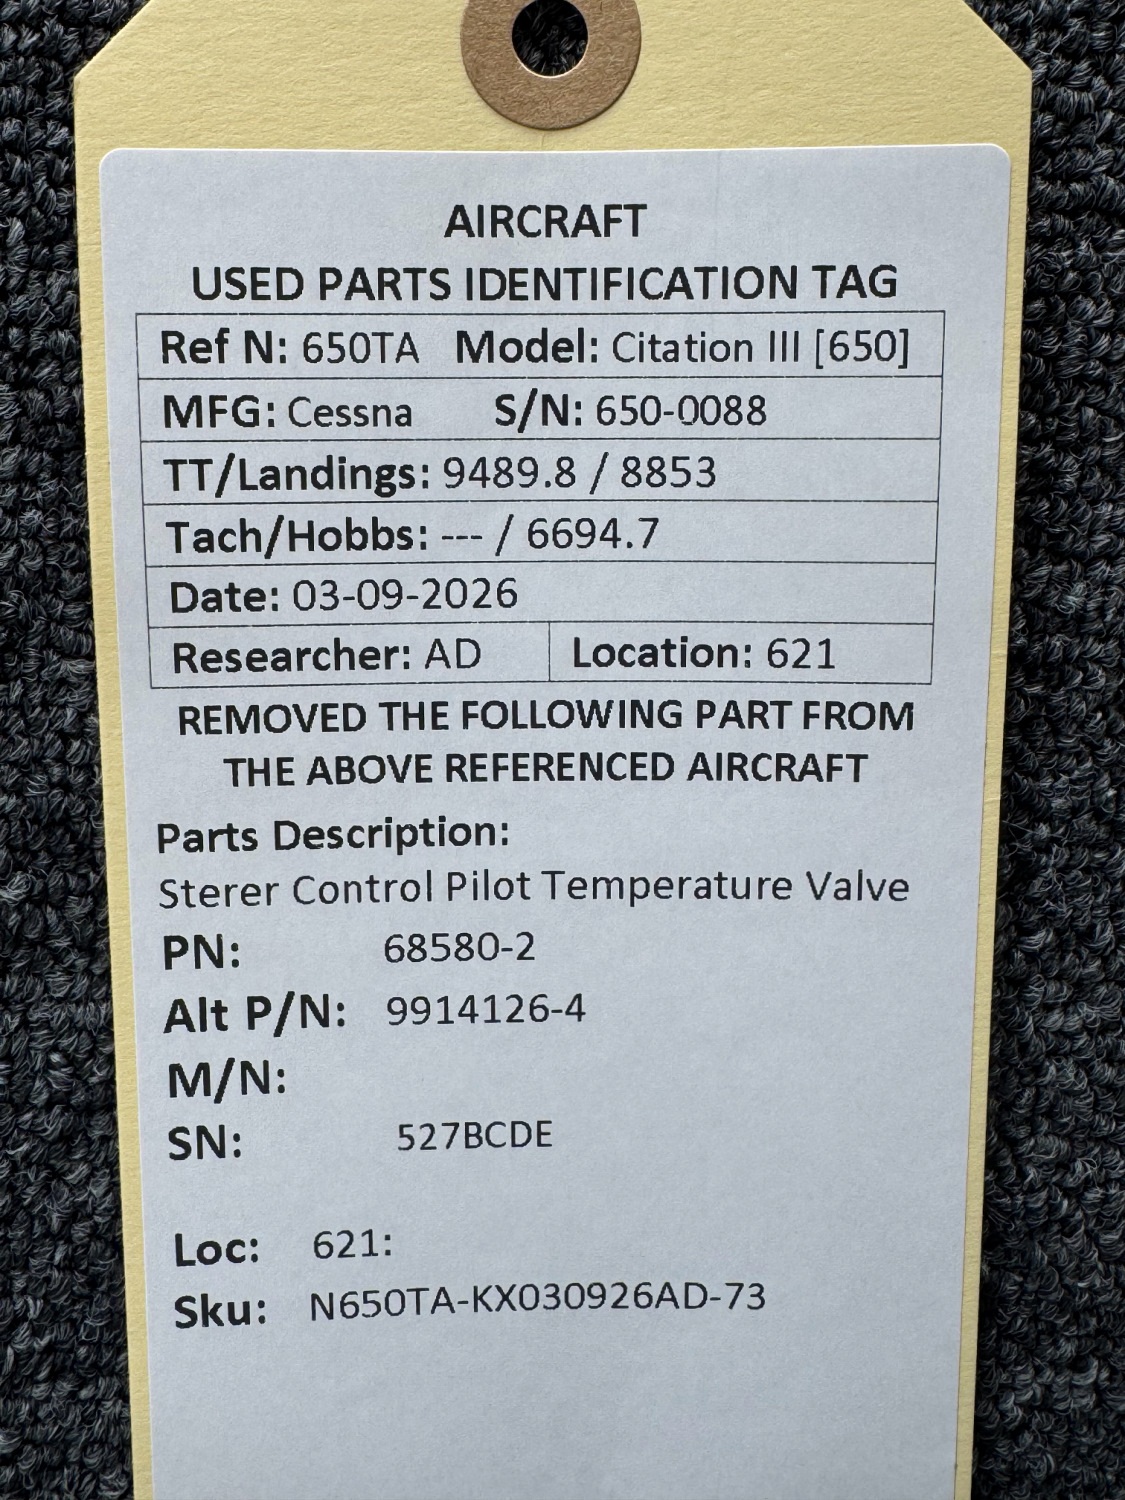 AIRCRAFT
USED PARTS IDENTIFICATION TAG
Ref N: 650TA Model: Citation III [650]
MFG: Cessna S/N: 650-0088
TT/Landings: 9489.8 / 8853
Tach/Hobbs: --- / 6694.7
Date: 03-09-2026
Researcher: AD Location: 621
REMOVED THE FOLLOWING PART FROM
THE ABOVE REFERENCED AIRCRAFT
Parts Description:
Sterer Control Pilot Temperature Valve
PN: 68580-2
Alt P/N: 9914126-4
M/N:
SN: 527BCDE
Loc: 621:
Sku: N650TA-KX030926AD-73